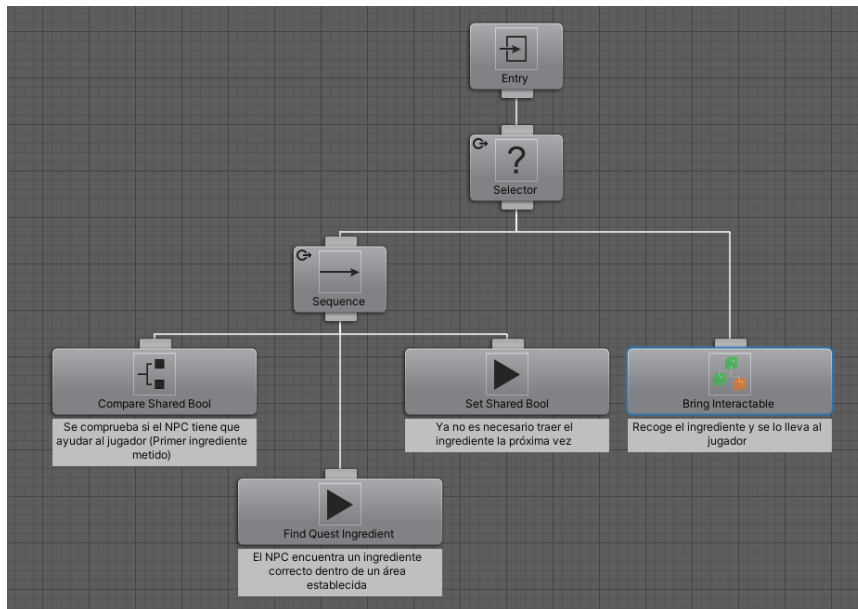 Entry
?
Selector
Sequence
Compare Shared Bool
Se comprueba si el NPC tiene que
ayudar al jugador (Primer ingrediente
metido)
Set Shared Bool
Ya no es necesario traer el
ingrediente la próxima vez
Bring Interactable
Recoge el ingrediente y se lo lleva al
jugador
Find Quest Ingredient
El NPC encuentra un ingrediente
correcto dentro de un área
establecida